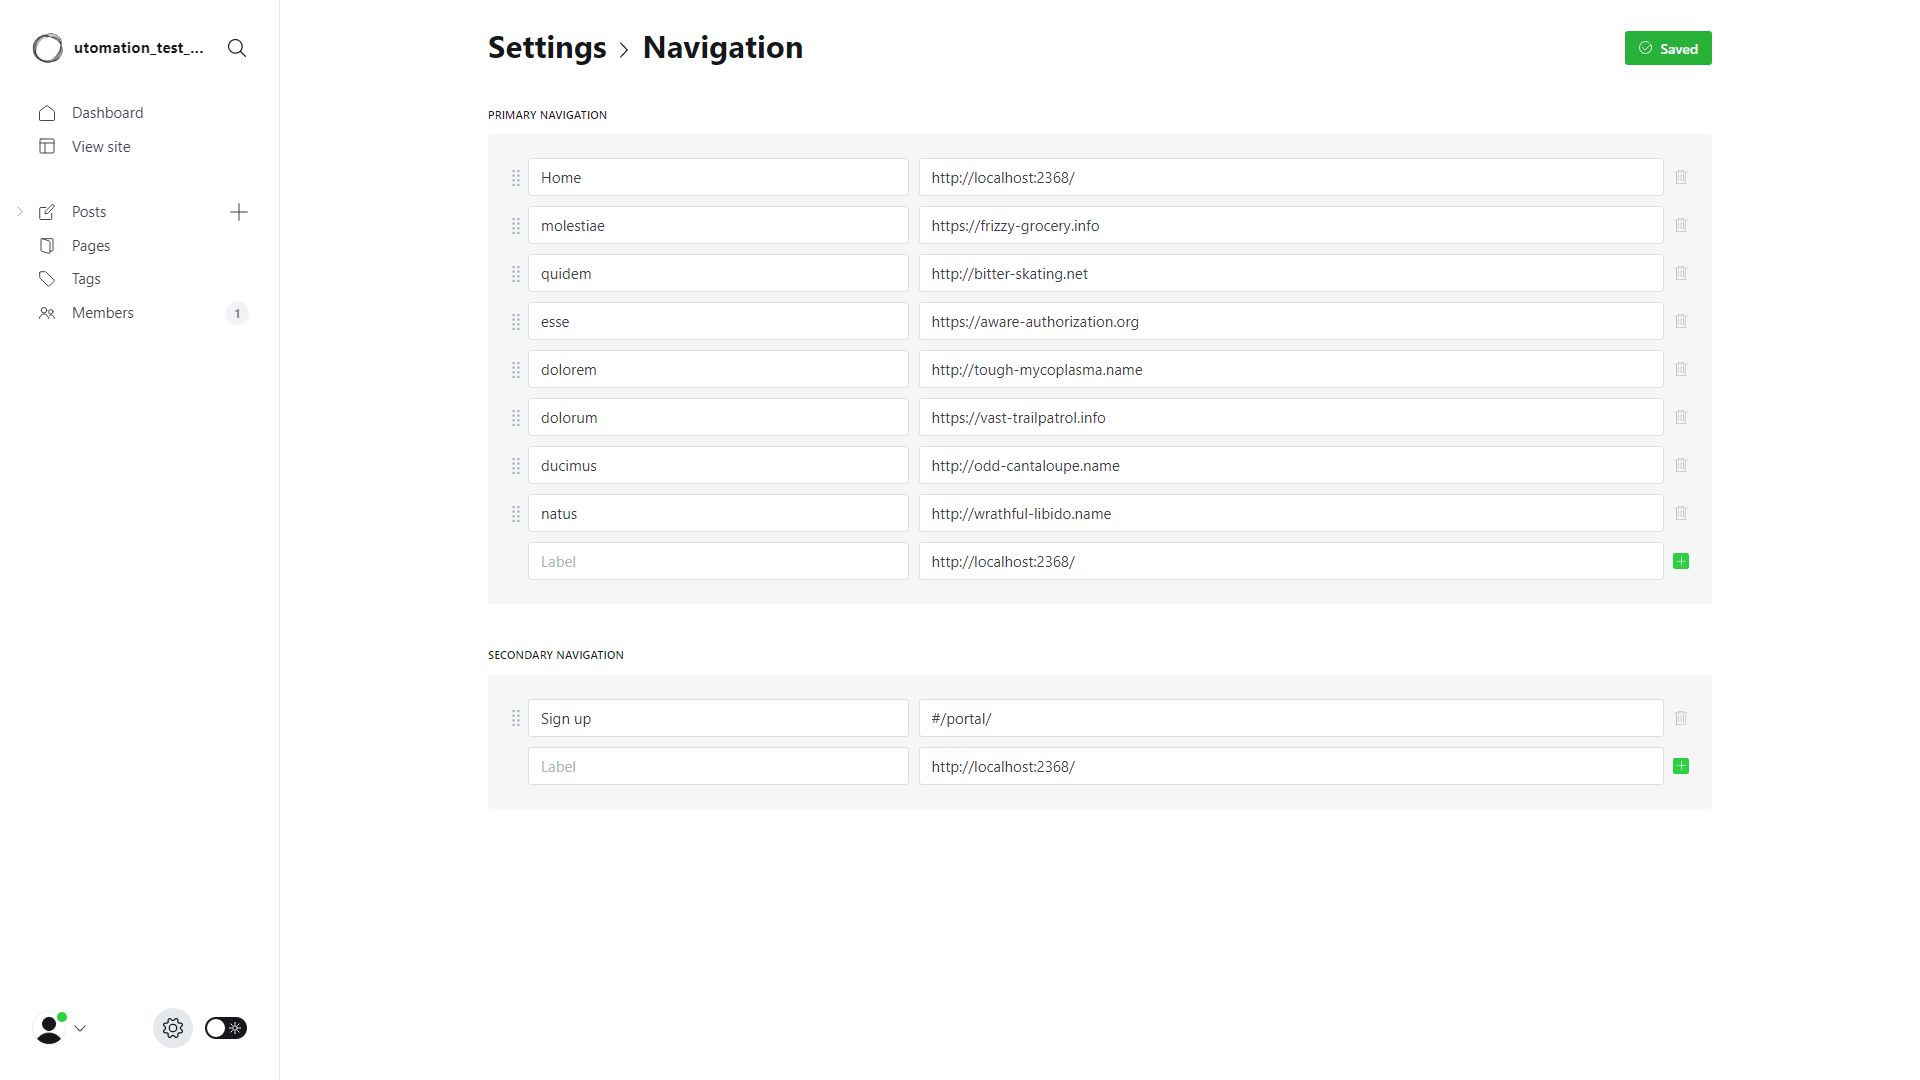 utomation_test_...
Dashboard
View site
Posts
Pages
Tags
Members 1
Settings Navigation
Saved
PRIMARY NAVIGATION
Home http://localhost:2368/
molestiae https://frizzy-grocery.info
quidem http://bitter-skating.net
esse https://aware-authorization.org
dolorem http://tough-mycoplasma.name
dolorum https://vast-trailpatrol.info
ducimus http://odd-cantaloupe.name
natus http://wrathful-libido.name
Label http://localhost:2368/
SECONDARY NAVIGATION
Sign up #/portal/
Label http://localhost:2368/